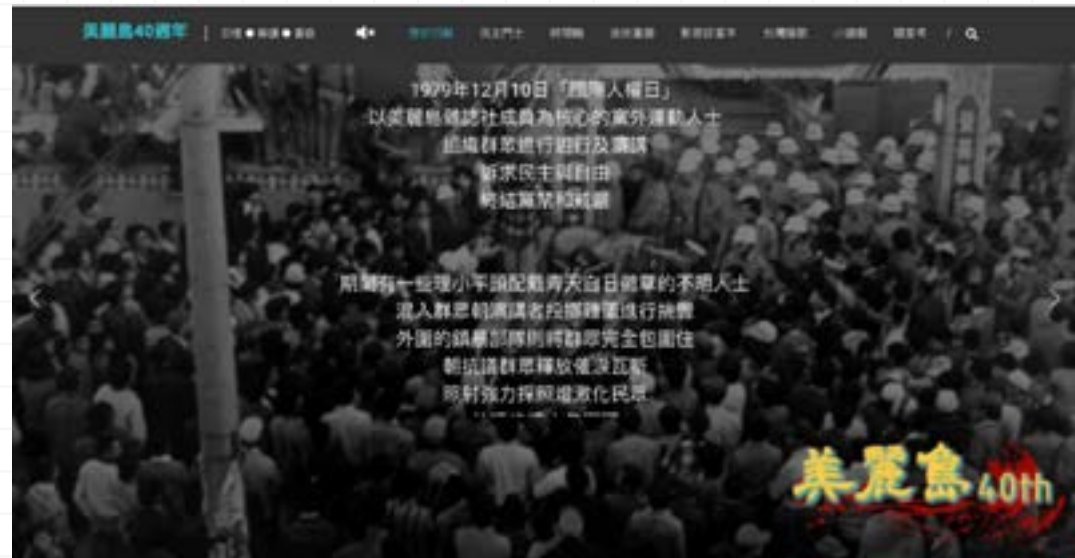 美麗島40週年
1979年12月10日「國際人權日」
以美麗島雜誌社成員為核心的黨外運動人士
組織群眾進行遊行及演講
訴求民主與自由
終結黨禁和戒嚴
期間有一些理小平頭配戴青天白日徽章的不明人士
混入群眾朝演講者投擲雞蛋進行挑釁
外圍的鎮暴部隊則將群眾完全包圍住
朝抗議群眾釋放催淚瓦斯
照射強力探照燈激化民眾
美麗島40th